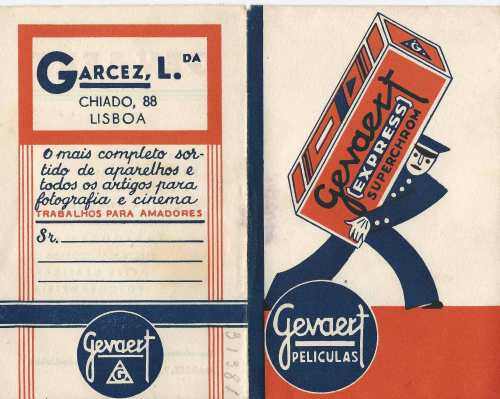 GARCEZ, L.DA
CHIADO, 88
LISBOA
O mais completo sor-
tido de aparelhos e
todos os artigos para
fotografia e cinema
TRABALHOS PARA AMADORES
Sr.
Gevaert
G
31381
G
Gevaert
(EXPRESS)
SUPERCHROM
Gevaert
PELICULAS